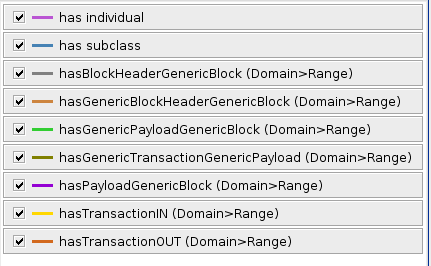 has individual
has subclass
hasBlockHeaderGenericBlock (Domain>Range)
hasGenericBlockHeaderGenericBlock (Domain>Range)
hasGenericPayloadGenericBlock (Domain>Range)
hasGenericTransactionGenericPayload (Domain>Range)
hasPayloadGenericBlock (Domain>Range)
hasTransactionIN (Domain>Range)
hasTransactionOUT (Domain>Range)